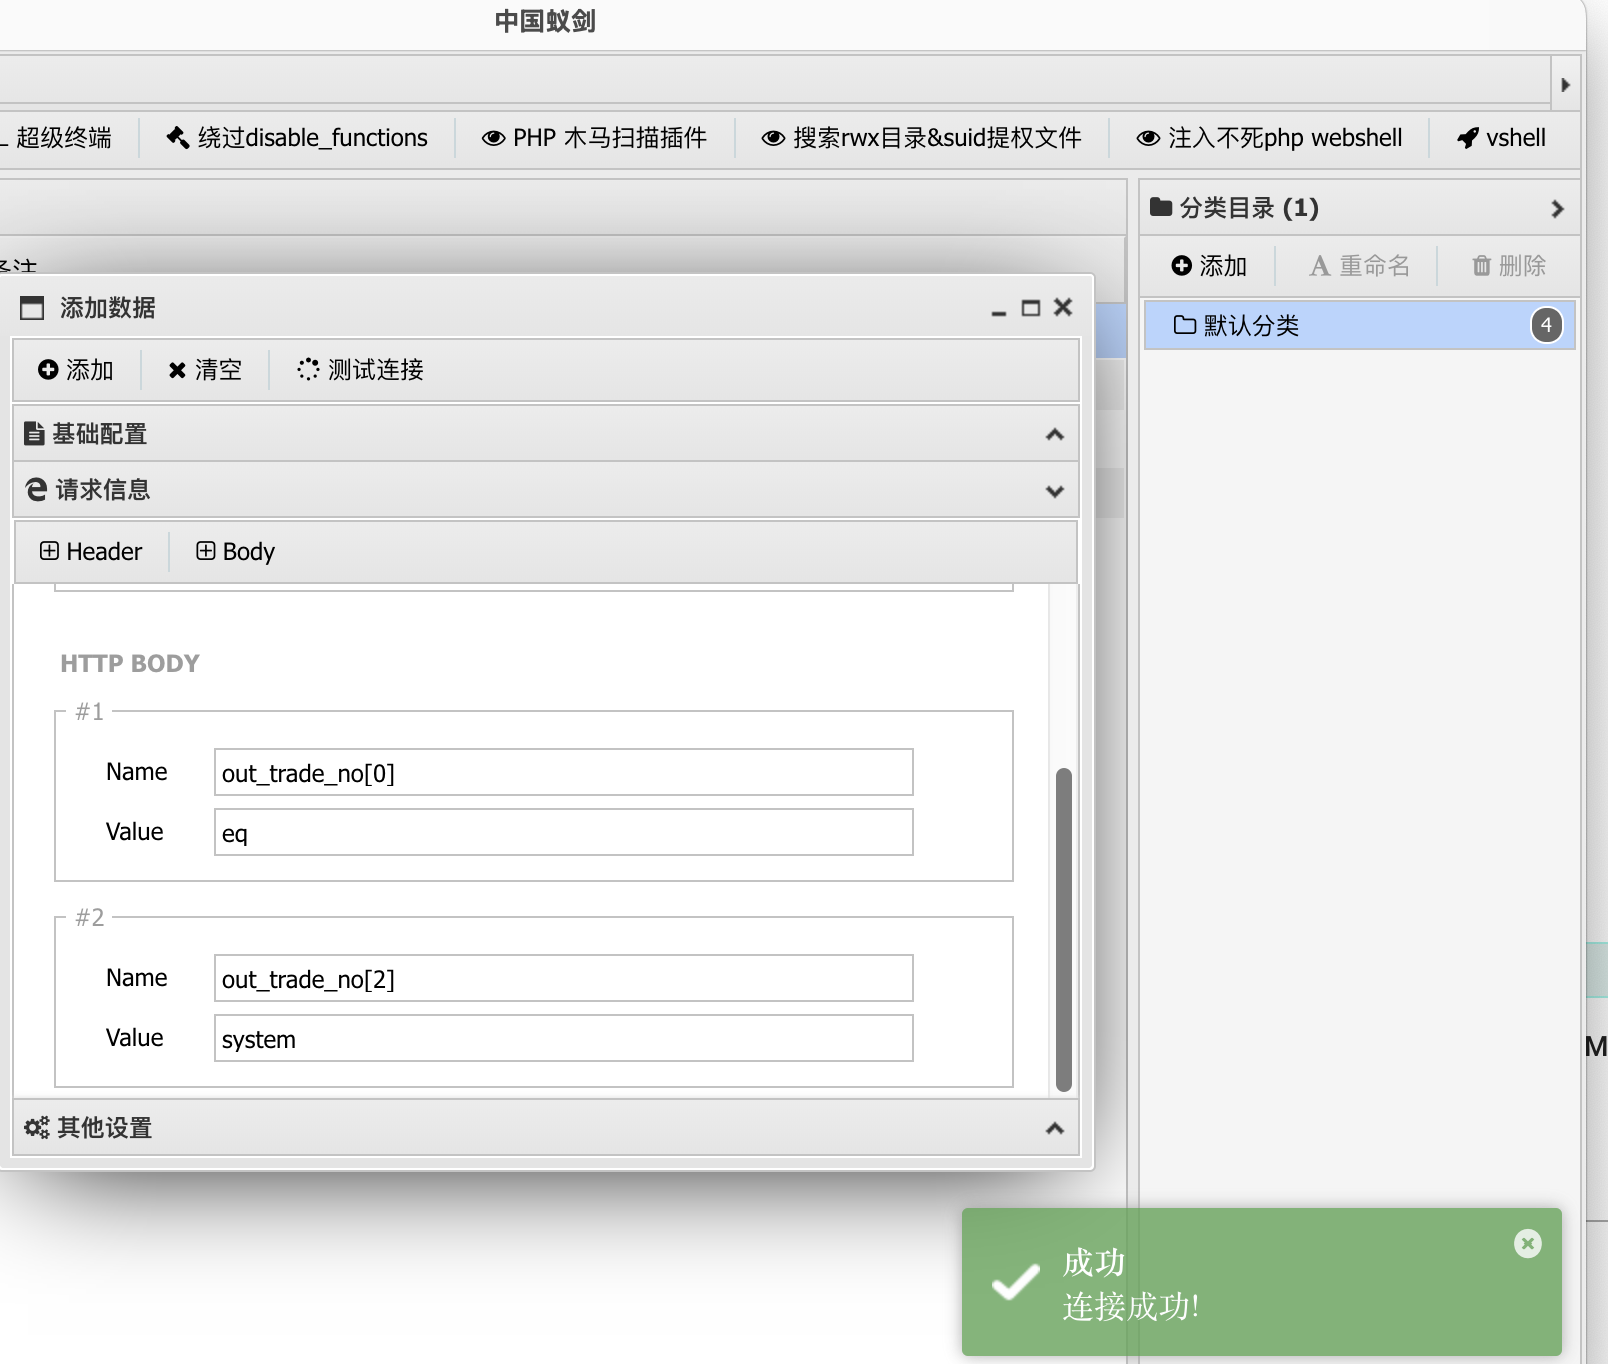 中国蚁剑
超级终端
绕过disable_functions
PHP 木马扫描插件
搜索rwx目录&suid提权文件
注入不死php webshell
vshell
分类目录 (1)
添加
重命名
删除
默认分类
4
添加数据
添加
清空
测试连接
基础配置
请求信息
Header
Body
HTTP BODY
#1
Name
out_trade_no[0]
Value
eq
#2
Name
out_trade_no[2]
Value
system
其他设置
成功
连接成功!
M